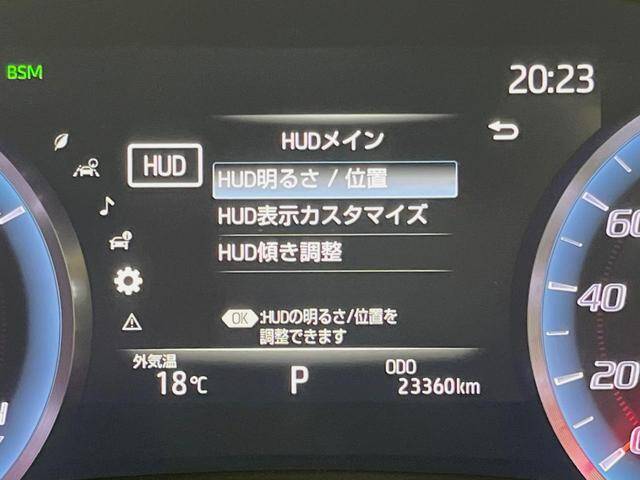 BSM
20:23
HUDメイン
HUD
HUD明るさ / 位置
HUD表示カスタマイズ
HUD傾き調整
OK :HUDの明るさ/位置を
調整できます
外気温
18℃
P
ODO
23360km
60
40
20